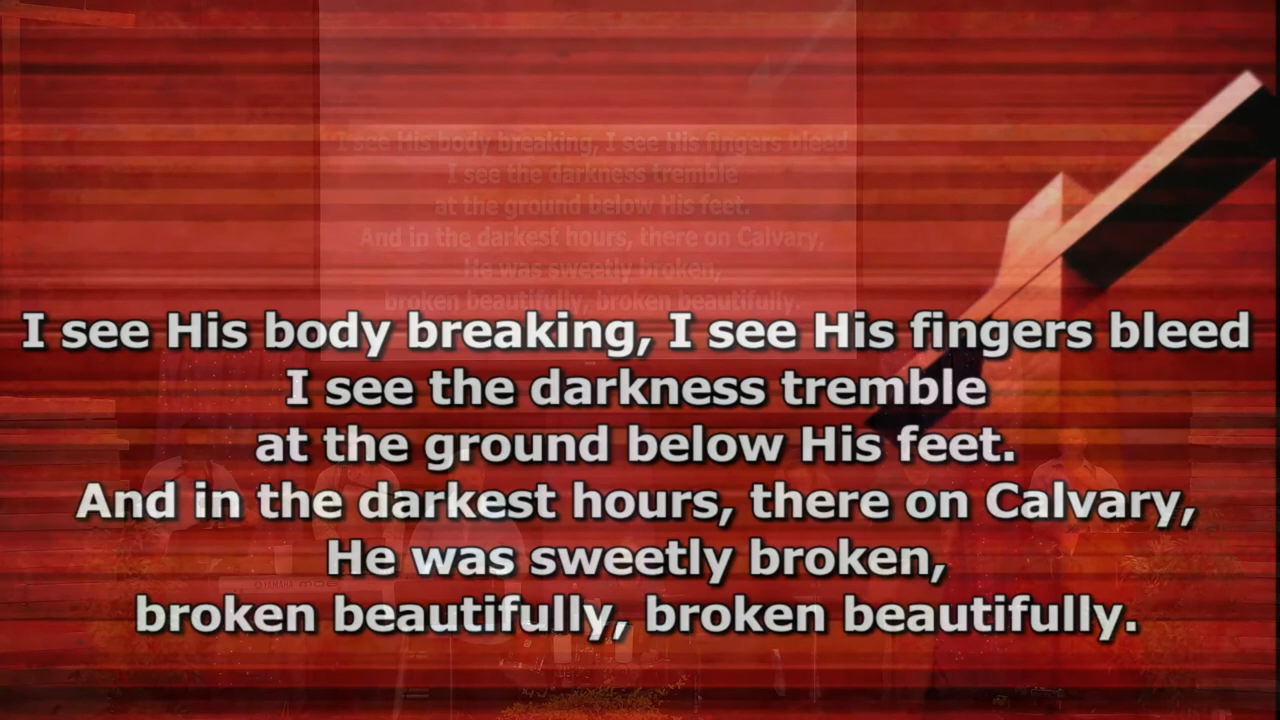 I see His body breaking, I see His fingers bleed
I see the darkness tremble
at the ground below His feet.
And in the darkest hours, there on Calvary,
He was sweetly broken,
broken beautifully, broken beautifully.
I see His body breaking, I see His fingers bleed
I see the darkness tremble
at the ground below His feet.
And in the darkest hours, there on Calvary,
He was sweetly broken,
broken beautifully, broken beautifully.
YAMAHA